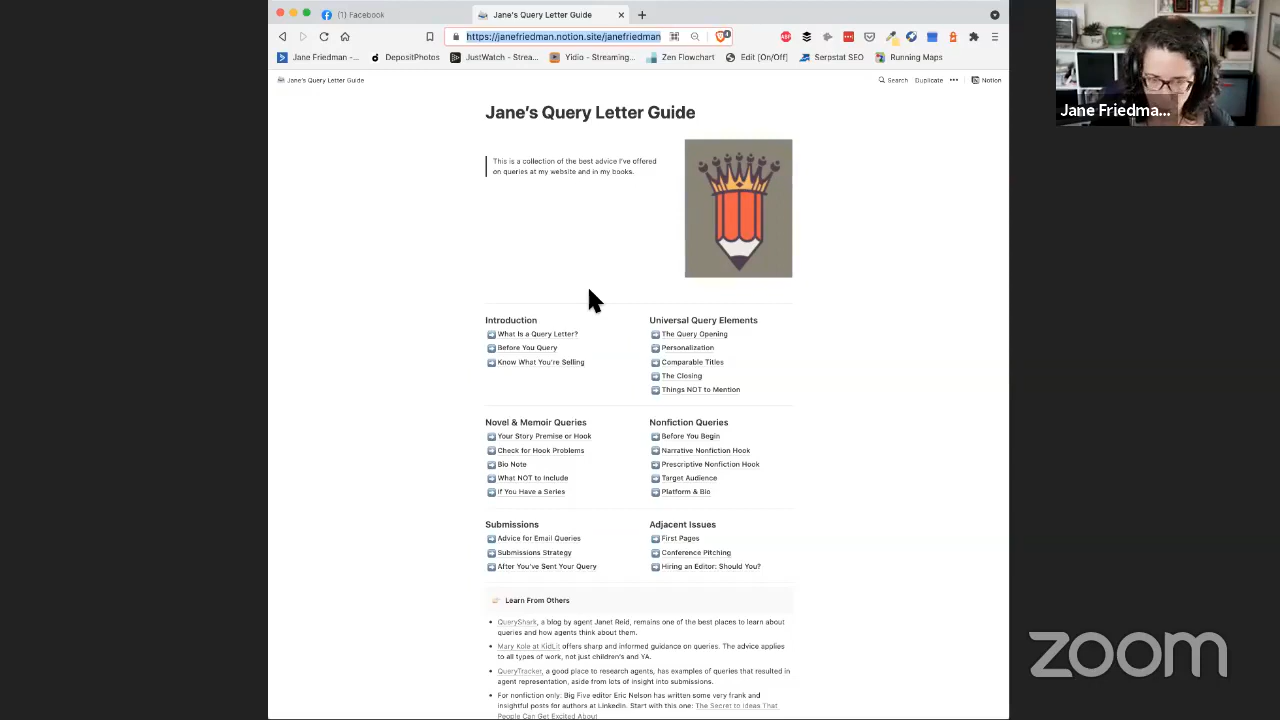 (1) Facebook
Jane's Query Letter Guide
https://janefriedman.notion.site/janefriedman
ABP
Jane Friedman -...
DepositPhotos
JustWatch - Strea...
Yidio - Streaming...
Zen Flowchart
Edit [On/Off]
Serpstat SEO
Running Maps
Jane's Query Letter Guide
Search
Duplicate
Notion
Jane Friedma...
Jane's Query Letter Guide
This is a collection of the best advice I've offered
on queries at my website and in my books.
Introduction
What Is a Query Letter?
Before You Query
Know What You're Selling
Universal Query Elements
The Query Opening
Personalization
Comparable Titles
The Closing
Things NOT to Mention
Novel & Memoir Queries
Your Story Premise or Hook
Check for Hook Problems
Bio Note
What NOT to Include
If You Have a Series
Nonfiction Queries
Before You Begin
Narrative Nonfiction Hook
Prescriptive Nonfiction Hook
Target Audience
Platform & Bio
Submissions
Advice for Email Queries
Submissions Strategy
After You've Sent Your Query
Adjacent Issues
First Pages
Conference Pitching
Hiring an Editor: Should You?
Learn From Others
QueryShark, a blog by agent Janet Reid, remains one of the best places to learn about
queries and how agents think about them.
Mary Kole at KidLit offers sharp and informed guidance on queries. The advice applies
to all types of work, not just children's and YA.
QueryTracker, a good place to research agents, has examples of queries that resulted in
agent representation, aside from lots of insight into submissions.
For nonfiction only: Big Five editor Eric Nelson has written some very frank and
insightful posts for authors at LinkedIn. Start with this one: The Secret to Ideas That
People Can Get Excited About
zoom